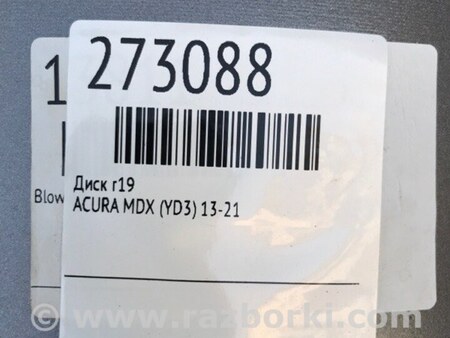 273088
1
Диск r19
Blow
ACURA MDX (YD3) 13-21
© www.razborki.com